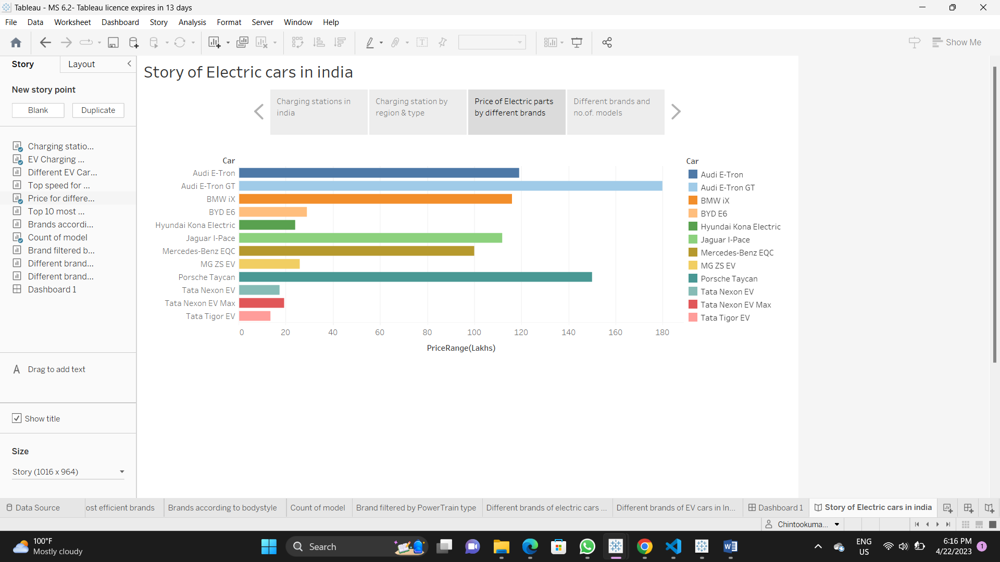 Tableau - MS 6.2- Tableau licence expires in 13 days
File Data Worksheet Dashboard Story Analysis Format Server Window Help
Show Me
Story Layout
New story point
Blank Duplicate
Charging statio...
EV Charging ...
Different EV Car...
Top speed for ...
Price for differe...
Top 10 most ...
Brands accordi...
Count of model
Brand filtered b...
Different brand...
Different brand...
Dashboard 1
A Drag to add text
Show title
Size
Story (1016 x 964)
Story of Electric cars in india
Charging stations in
india
Charging station by
region & type
Price of Electric parts
by different brands
Different brands and
no.of. models
Car
Audi E-Tron
Audi E-Tron GT
BMW iX
BYD E6
Hyundai Kona Electric
Jaguar I-Pace
Mercedes-Benz EQC
MG ZS EV
Porsche Taycan
Tata Nexon EV
Tata Nexon EV Max
Tata Tigor EV
0 20 40 60 80 100 120 140 160 180
PriceRange(Lakhs)
Car
Audi E-Tron
Audi E-Tron GT
BMW iX
BYD E6
Hyundai Kona Electric
Jaguar I-Pace
Mercedes-Benz EQC
MG ZS EV
Porsche Taycan
Tata Nexon EV
Tata Nexon EV Max
Tata Tigor EV
Data Source ost efficient brands Brands according to bodystyle Count of model Brand filtered by PowerTrain type Different brands of electric cars ... Different brands of EV cars in In... Dashboard 1 Story of Electric cars in india
Chintookuma...
100°F
Mostly cloudy
Search
ENG
US
6:16 PM
4/22/2023
1